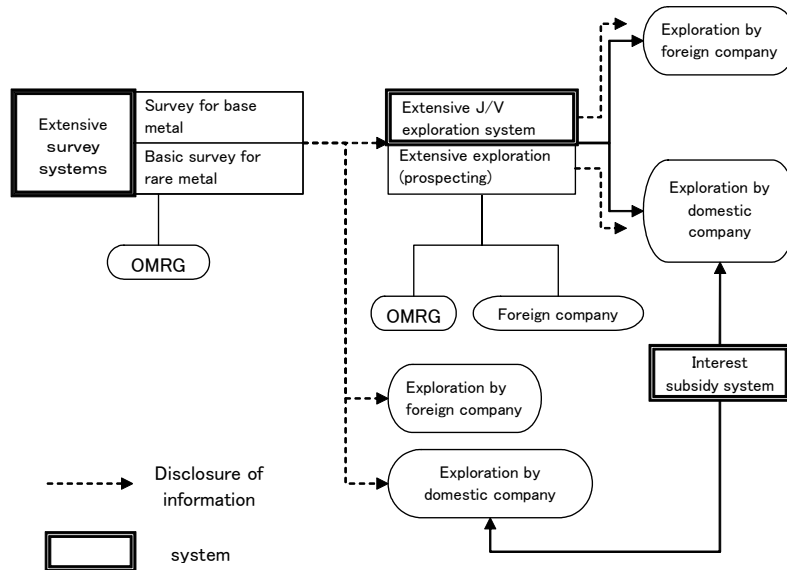 Exploration by
foreign company
Extensive
survey
systems
Survey for base
metal
Basic survey for
rare metal
OMRG
Extensive J/V
exploration system
Extensive exploration
(prospecting)
OMRG
Foreign company
Exploration by
domestic
company
Interest
subsidy system
Exploration by
foreign company
Exploration by
domestic company
Disclosure of
information
system